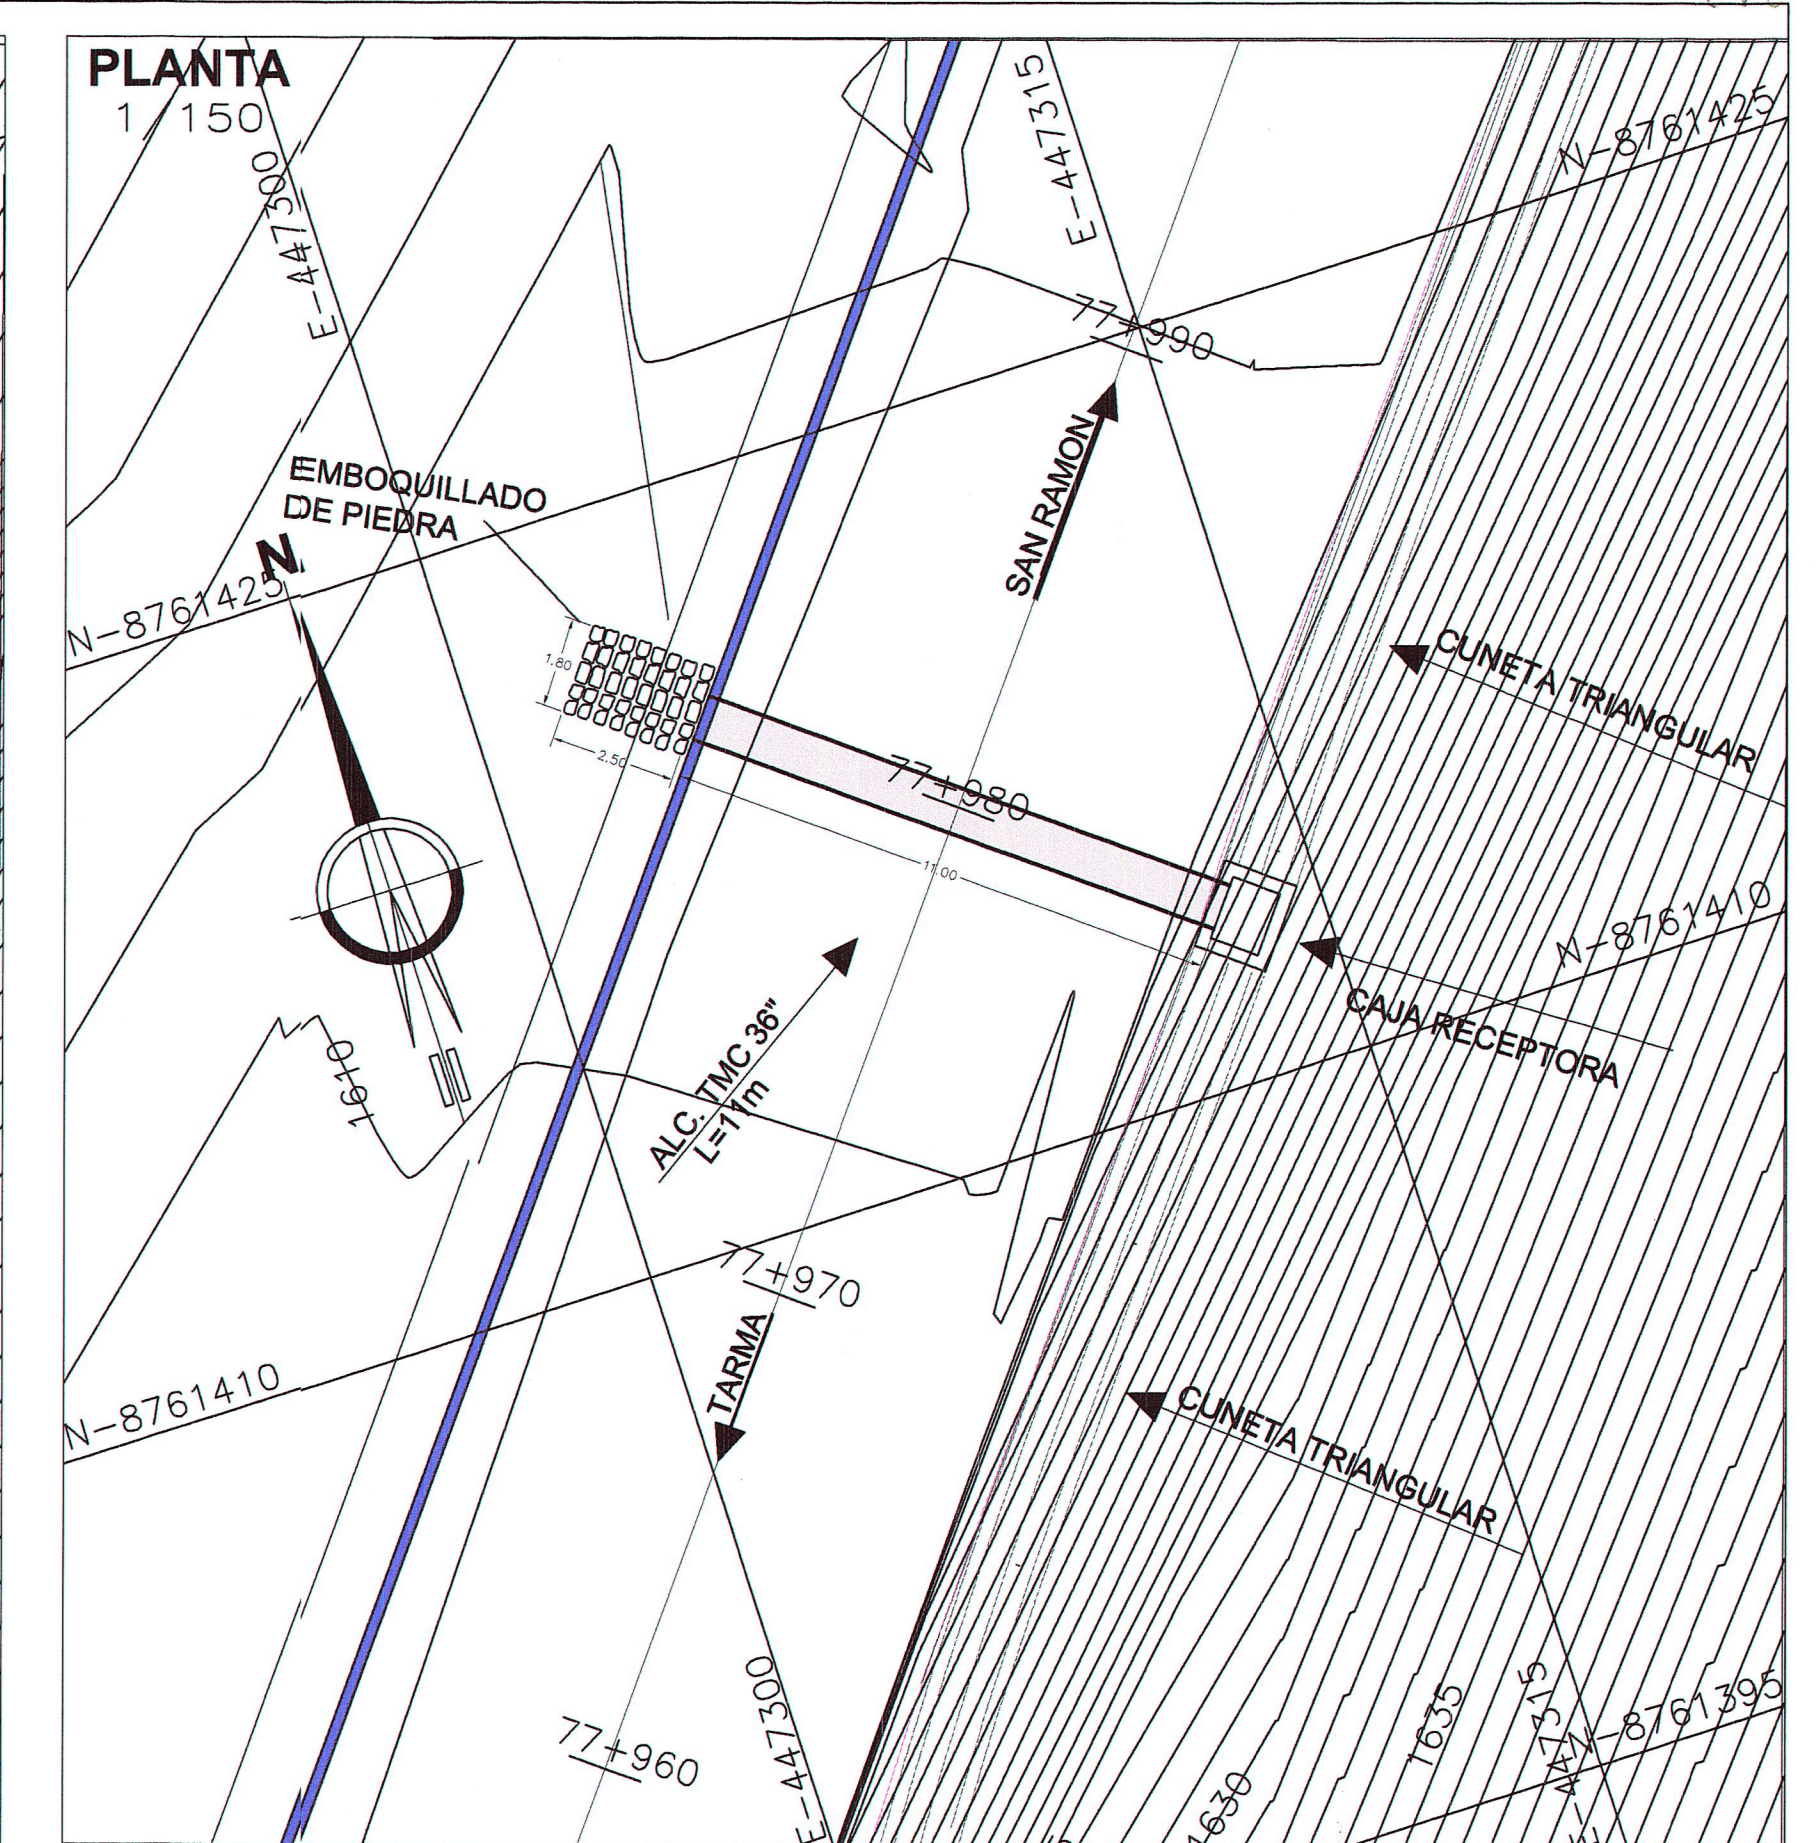 PLANTA
1 / 150
E-447300
E-447315
N-8761425
77+990
EMBOQUILLADO
DE PIEDRA
N
N-8761425
SAN RAMON
1.80
2.50
CUNETA TRIANGULAR
77+980
11.00
N-8761410
CAJA RECEPTORA
ALC. TMC 36"
L=11m
1610
77+970
TARMA
N-8761410
CUNETA TRIANGULAR
77+960
E-447300
1630
1635
E-447315
N-8761395